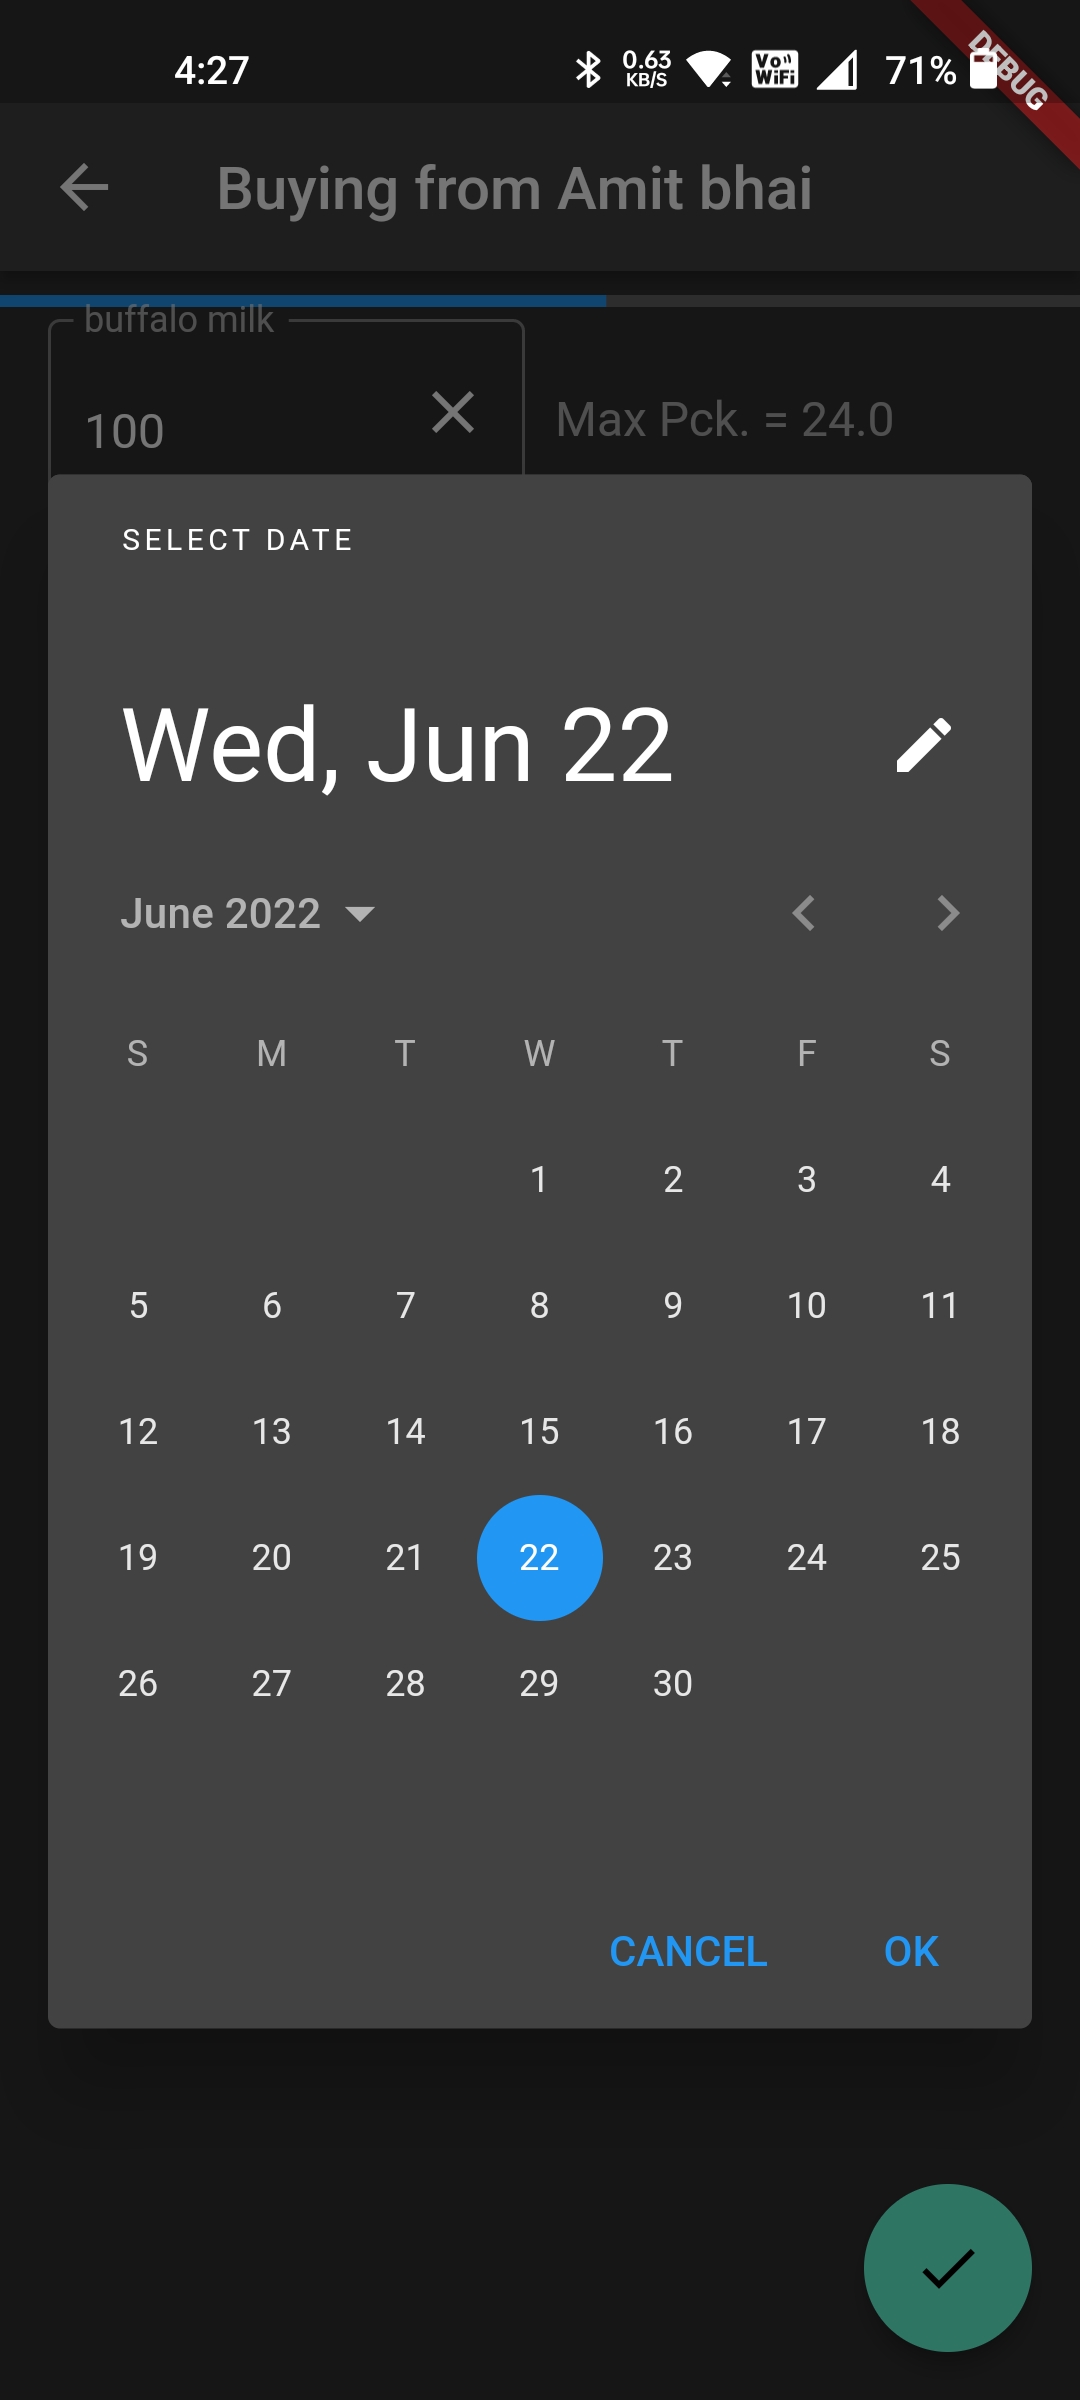 4:27
0.63
KB/S
Vo
WiFi
71%
DEBUG
Buying from Amit bhai
buffalo milk
100
Max Pck. = 24.0
SELECT DATE
Wed, Jun 22
June 2022
S M T W T F S
1 2 3 4
5 6 7 8 9 10 11
12 13 14 15 16 17 18
19 20 21 22 23 24 25
26 27 28 29 30
CANCEL OK